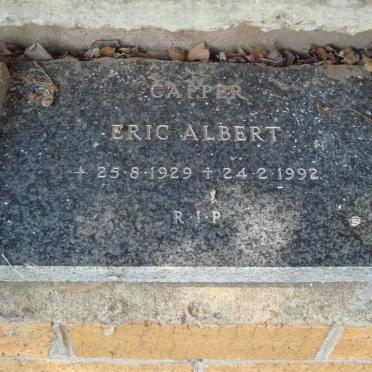 CAPPER
ERIC ALBERT
✶ 25·8·1929 ✝ 24·2·1992
R·I·P